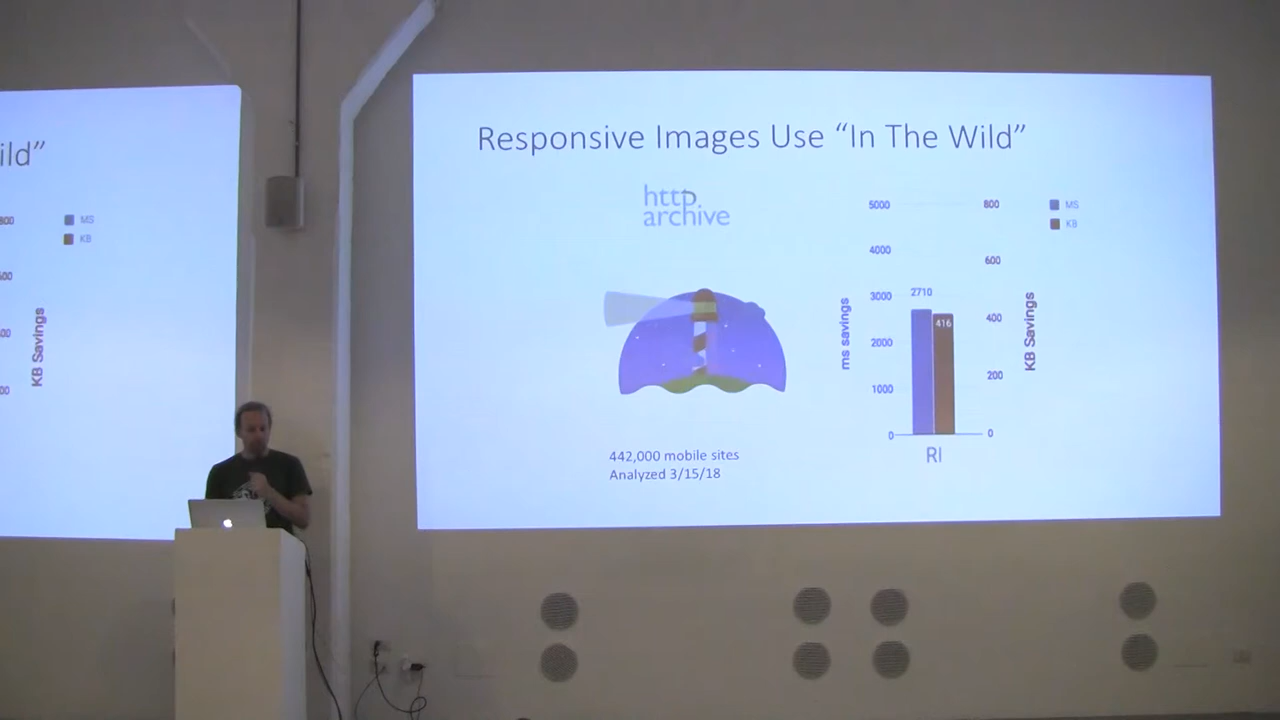 ild”
800
MS
KB
KB Savings
Responsive Images Use “In The Wild”
http
archive
5000
4000
3000
2000
1000
0
ms savings
2710
416
RI
800
600
400
200
0
KB Savings
MS
KB
442,000 mobile sites
Analyzed 3/15/18